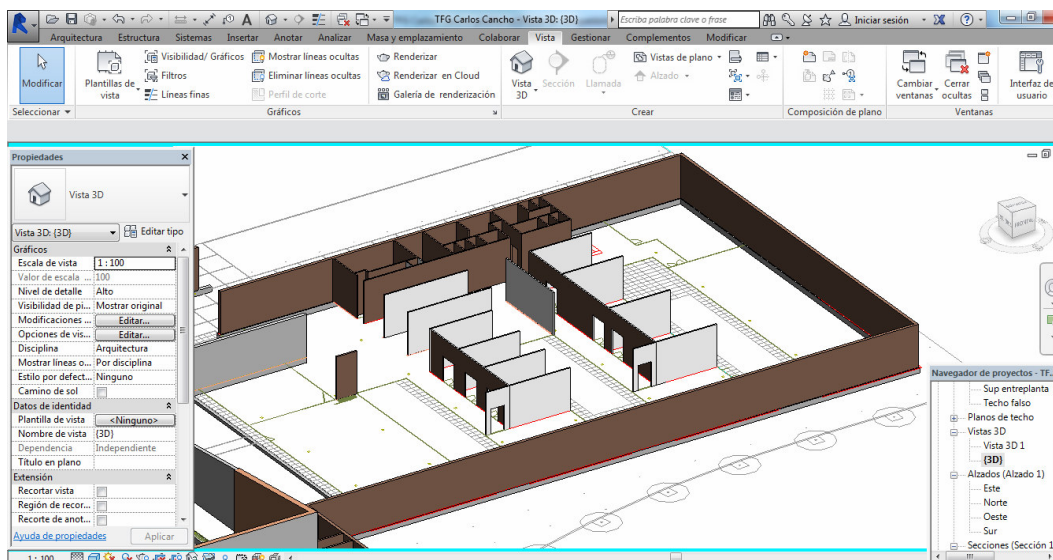 TFG Carlos Cancho - Vista 3D: {3D}
Escriba palabra clave o frase
Iniciar sesión
Arquitectura Estructura Sistemas Insertar Anotar Analizar Masa y emplazamiento Colaborar Vista Gestionar Complementos Modificar
Modificar
Plantillas de vista
Visibilidad/ Gráficos
Filtros
Líneas finas
Mostrar líneas ocultas
Eliminar líneas ocultas
Perfil de corte
Renderizar
Renderizar en Cloud
Galería de renderización
Vista 3D
Sección
Llamada
Vistas de plano
Alzado
Cambiar ventanas
Cerrar ocultas
Interfaz de usuario
Seleccionar Gráficos Crear Composición de plano Ventanas
Propiedades
Vista 3D
Vista 3D: {3D} Editar tipo
Gráficos
Escala de vista 1 : 100
Valor de escala ... 100
Nivel de detalle Alto
Visibilidad de pi... Mostrar original
Modificaciones ... Editar...
Opciones de vis... Editar...
Disciplina Arquitectura
Mostrar líneas o... Por disciplina
Estilo por defect... Ninguno
Camino de sol
Datos de identidad
Plantilla de vista <Ninguno>
Nombre de vista {3D}
Dependencia Independiente
Título en plano
Extensión
Recortar vista
Región de recor...
Recorte de anot...
Ayuda de propiedades Aplicar
1 : 100
Navegador de proyectos - TF...
Sup entreplanta
Techo falso
Planos de techo
Vistas 3D
Vista 3D 1
{3D}
Alzados (Alzado 1)
Este
Norte
Oeste
Sur
Secciones (Sección 1